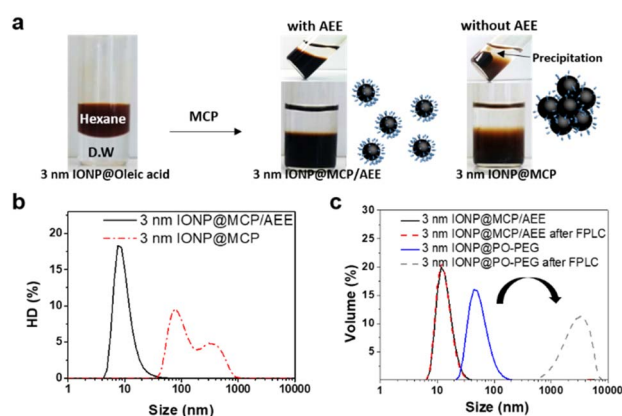 a
with AEE
without AEE
Precipitation
Hexane
MCP
D.W
3 nm IONP@Oleic acid
3 nm IONP@MCP/AEE
3 nm IONP@MCP
b
3 nm IONP@MCP/AEE
3 nm IONP@MCP
HD (%)
20
15
10
5
0
1
10
100
1000
10000
Size (nm)
c
3 nm IONP@MCP/AEE
3 nm IONP@MCP/AEE after FPLC
3 nm IONP@PO-PEG
3 nm IONP@PO-PEG after FPLC
Volume (%)
30
25
20
15
10
5
1
10
100
1000
10000
Size (nm)